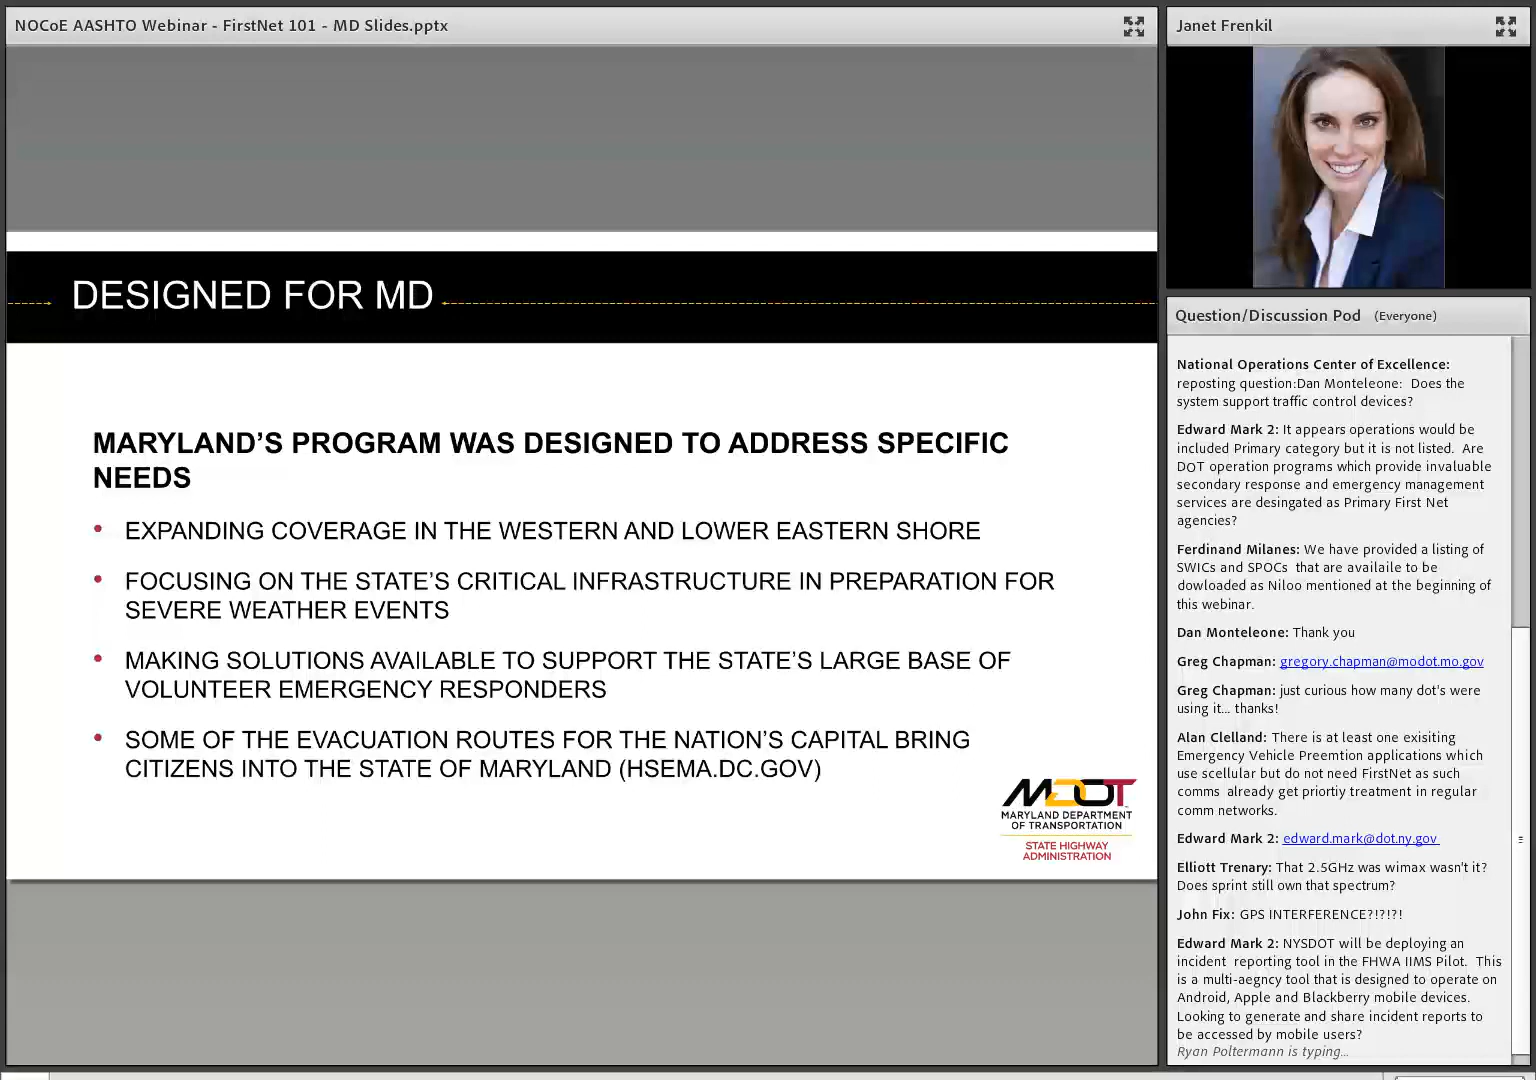 NOCoE AASHTO Webinar - FirstNet 101 - MD Slides.pptx
DESIGNED FOR MD
MARYLAND’S PROGRAM WAS DESIGNED TO ADDRESS SPECIFIC
NEEDS
• EXPANDING COVERAGE IN THE WESTERN AND LOWER EASTERN SHORE
• FOCUSING ON THE STATE’S CRITICAL INFRASTRUCTURE IN PREPARATION FOR
SEVERE WEATHER EVENTS
• MAKING SOLUTIONS AVAILABLE TO SUPPORT THE STATE’S LARGE BASE OF
VOLUNTEER EMERGENCY RESPONDERS
• SOME OF THE EVACUATION ROUTES FOR THE NATION’S CAPITAL BRING
CITIZENS INTO THE STATE OF MARYLAND (HSEMA.DC.GOV)
MDOT
MARYLAND DEPARTMENT
OF TRANSPORTATION
STATE HIGHWAY
ADMINISTRATION
Janet Frenkil
Question/Discussion Pod (Everyone)
National Operations Center of Excellence:
reposting question:Dan Monteleone: Does the
system support traffic control devices?
Edward Mark 2: It appears operations would be
included Primary category but it is not listed. Are
DOT operation programs which provide invaluable
secondary response and emergency management
services are desingated as Primary First Net
agencies?
Ferdinand Milanes: We have provided a listing of
SWICs and SPOCs that are availaile to be
dowloaded as Niloo mentioned at the beginning of
this webinar.
Dan Monteleone: Thank you
Greg Chapman: gregory.chapman@modot.mo.gov
Greg Chapman: just curious how many dot's were
using it... thanks!
Alan Clelland: There is at least one exisiting
Emergency Vehicle Preemtion applications which
use scellular but do not need FirstNet as such
comms already get priortiy treatment in regular
comm networks.
Edward Mark 2: edward.mark@dot.ny.gov
Elliott Trenary: That 2.5GHz was wimax wasn't it?
Does sprint still own that spectrum?
John Fix: GPS INTERFERENCE?!?!?!
Edward Mark 2: NYSDOT will be deploying an
incident reporting tool in the FHWA IIMS Pilot. This
is a multi-aegncy tool that is designed to operate on
Android, Apple and Blackberry mobile devices.
Looking to generate and share incident reports to
be accessed by mobile users?
Ryan Poltermann is typing...